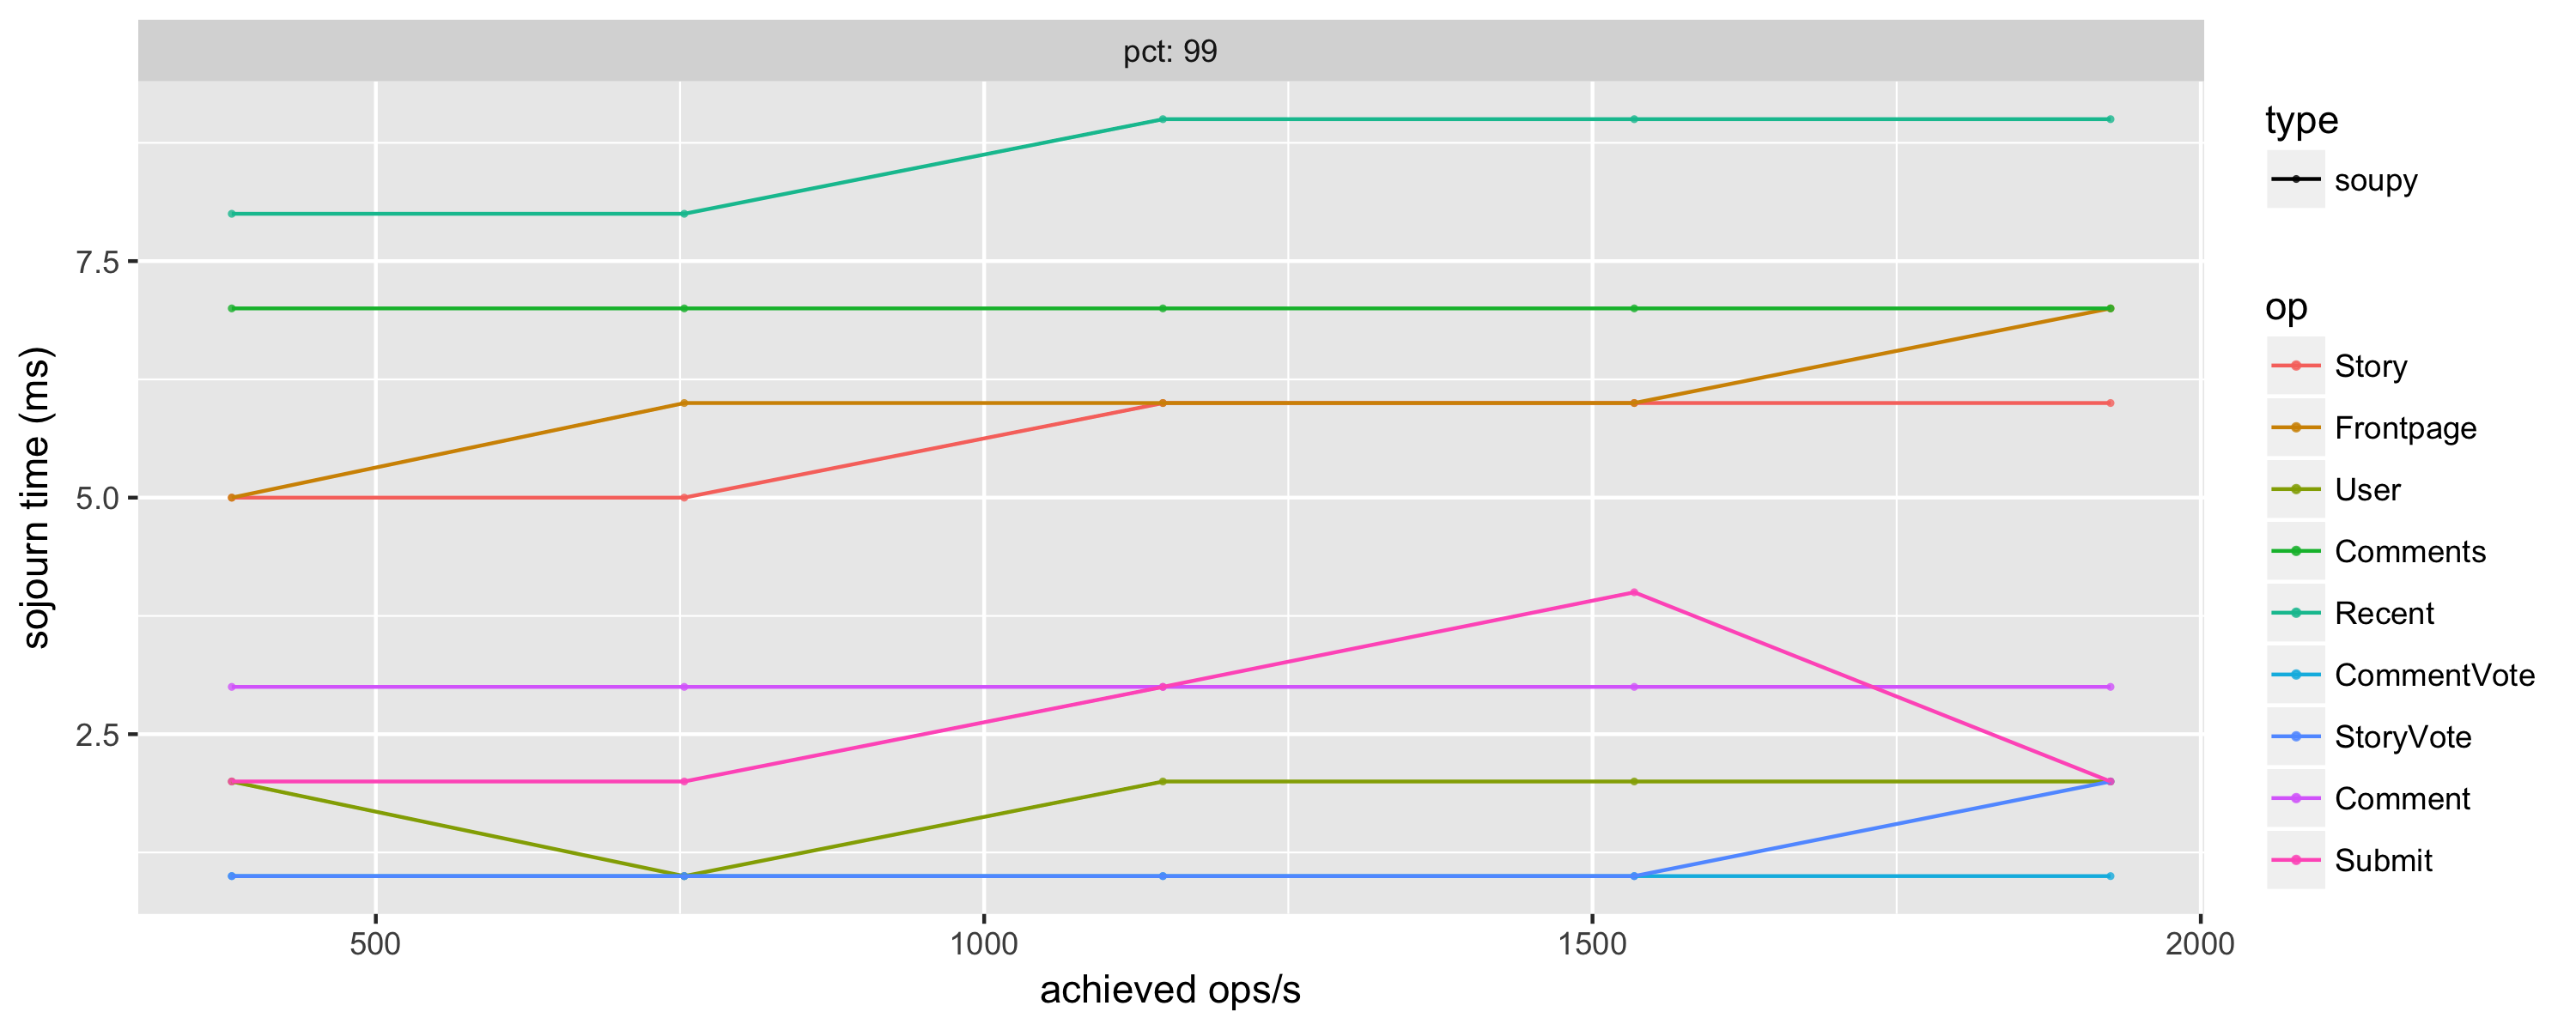 pct: 99
7.5
5.0
2.5
sojourn time (ms)
500
1000
1500
2000
achieved ops/s
type
soupy
op
Story
Frontpage
User
Comments
Recent
CommentVote
StoryVote
Comment
Submit